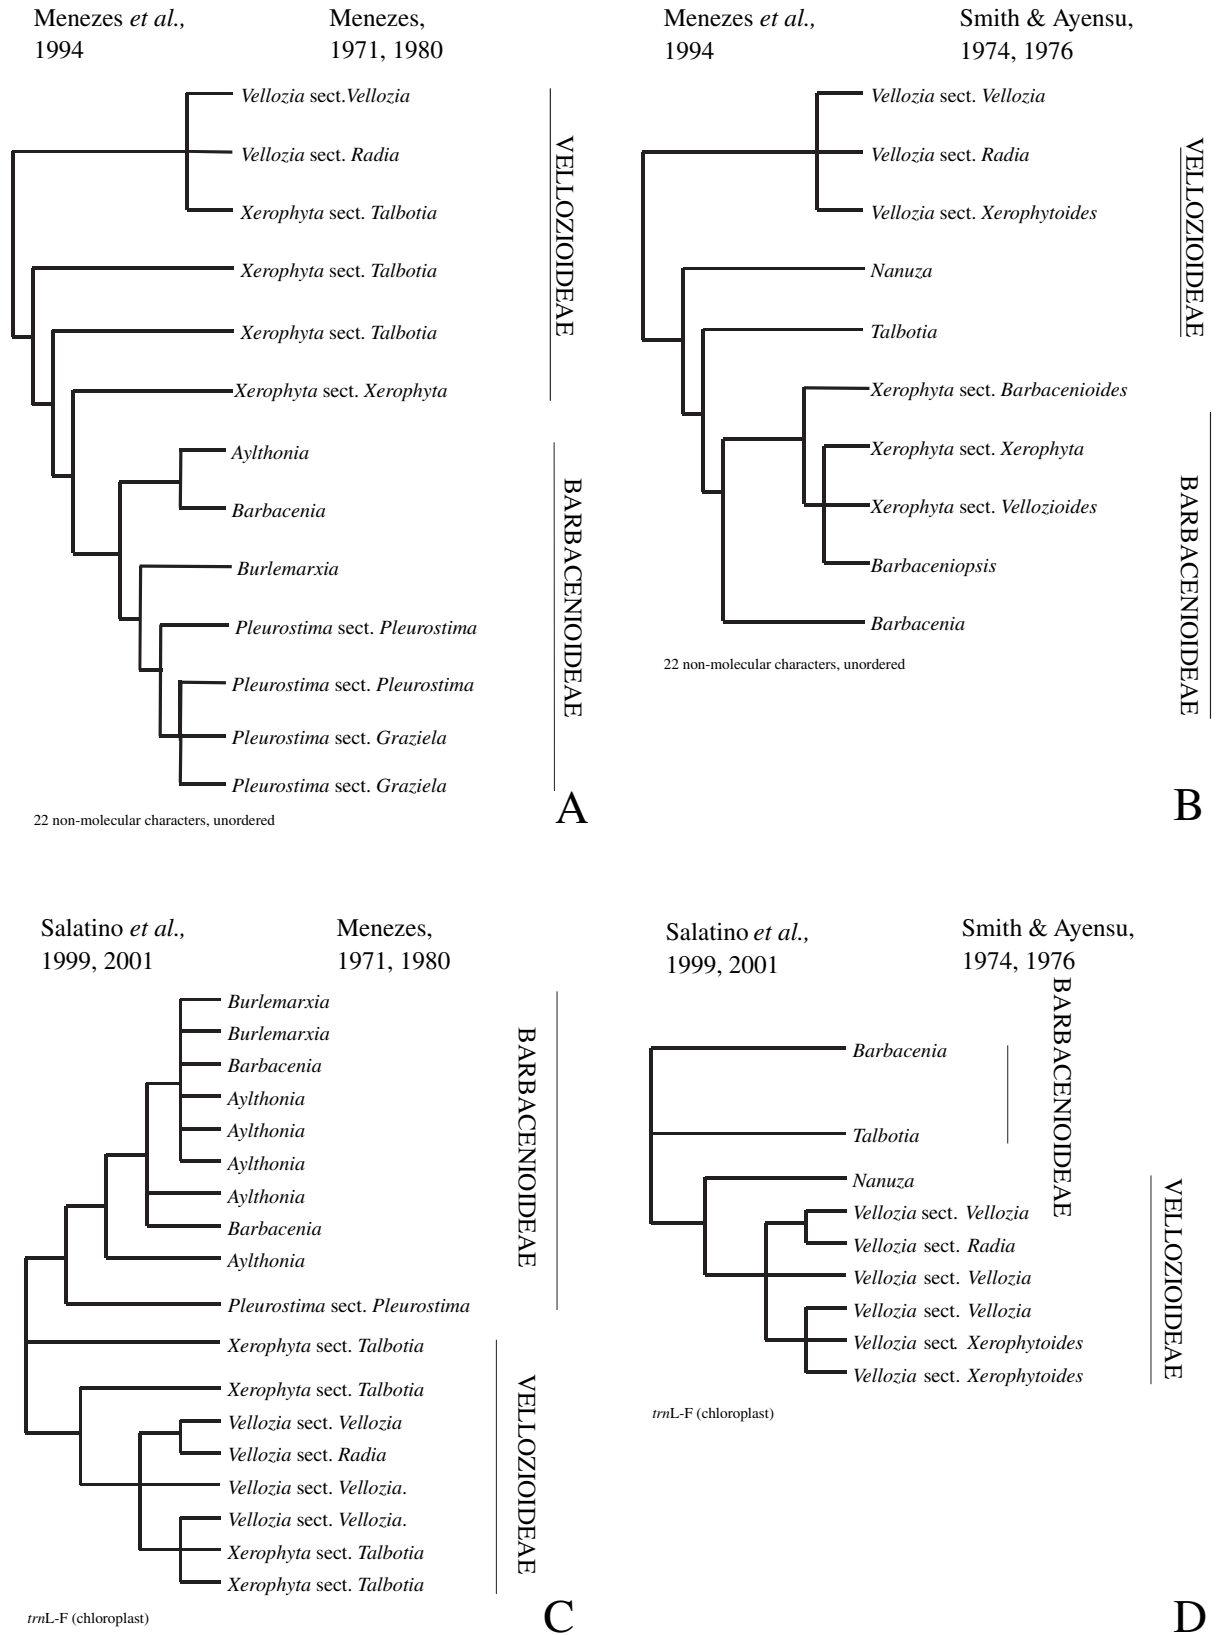 Menezes et al.,
1994
Menezes,
1971, 1980
Vellozia sect.Vellozia
Vellozia sect. Radia
Xerophyta sect. Talbotia
Xerophyta sect. Talbotia
Xerophyta sect. Talbotia
Xerophyta sect. Xerophyta
Aylthonia
Barbacenia
Burlemarxia
Pleurostima sect. Pleurostima
Pleurostima sect. Pleurostima
Pleurostima sect. Graziela
Pleurostima sect. Graziela
VELLOZIOIDEAE
BARBACENIOIDEAE
22 non-molecular characters, unordered
A
Menezes et al.,
1994
Smith & Ayensu,
1974, 1976
Vellozia sect. Vellozia
Vellozia sect. Radia
Vellozia sect. Xerophytoides
Nanuza
Talbotia
Xerophyta sect. Barbacenioides
Xerophyta sect. Xerophyta
Xerophyta sect. Vellozioides
Barbaceniopsis
Barbacenia
VELLOZIOIDEAE
BARBACENIOIDEAE
22 non-molecular characters, unordered
B
Salatino et al.,
1999, 2001
Menezes,
1971, 1980
Burlemarxia
Burlemarxia
Barbacenia
Aylthonia
Aylthonia
Aylthonia
Aylthonia
Barbacenia
Aylthonia
Pleurostima sect. Pleurostima
Xerophyta sect. Talbotia
Xerophyta sect. Talbotia
Vellozia sect. Vellozia
Vellozia sect. Radia
Vellozia sect. Vellozia.
Vellozia sect. Vellozia.
Xerophyta sect. Talbotia
Xerophyta sect. Talbotia
BARBACENIOIDEAE
VELLOZIOIDEAE
trnL-F (chloroplast)
C
Salatino et al.,
1999, 2001
Smith & Ayensu,
1974, 1976
Barbacenia
Talbotia
Nanuza
Vellozia sect. Vellozia
Vellozia sect. Radia
Vellozia sect. Vellozia
Vellozia sect. Vellozia
Vellozia sect. Xerophytoides
Vellozia sect. Xerophytoides
BARBACENIOIDEAE
VELLOZIOIDEAE
trnL-F (chloroplast)
D